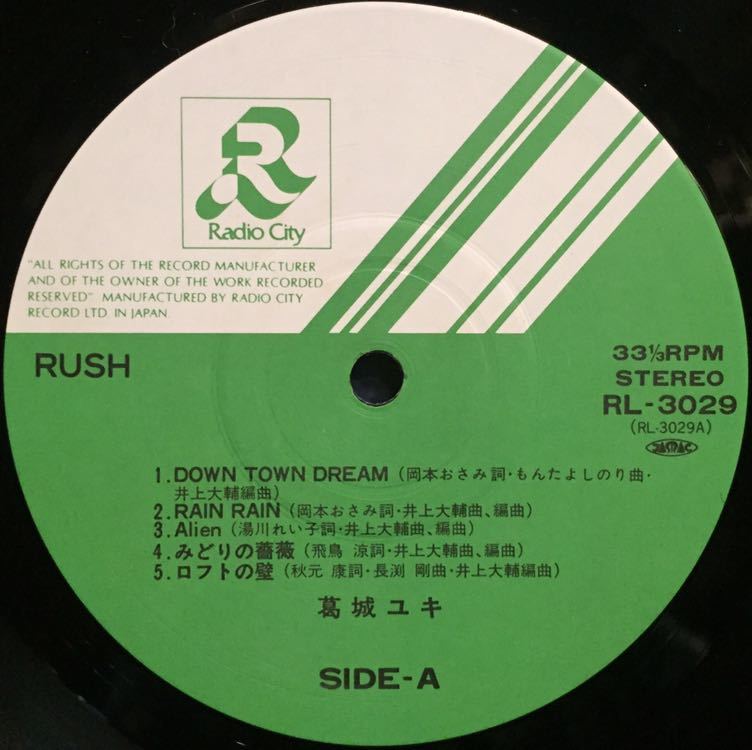 R
Radio City
"ALL RIGHTS OF THE RECORD MANUFACTURER
AND OF THE OWNER OF THE WORK RECORDED
RESERVED" MANUFACTURED BY RADIO CITY
RECORD LTD. IN JAPAN.
RUSH
33⅓RPM
STEREO
RL-3029
(RL-3029A)
JASRAC
1.DOWN TOWN DREAM (岡本おさみ詞・もんたよしのり曲・
井上大輔編曲)
2.RAIN RAIN (岡本おさみ詞・井上大輔曲、編曲)
3.Alien (湯川れい子詞・井上大輔曲、編曲)
4.みどりの薔薇 (飛鳥 涼詞・井上大輔曲、編曲)
5.ロフトの壁 (秋元 康詞・長渕 剛曲・井上大輔編曲)
葛城ユキ
SIDE-A